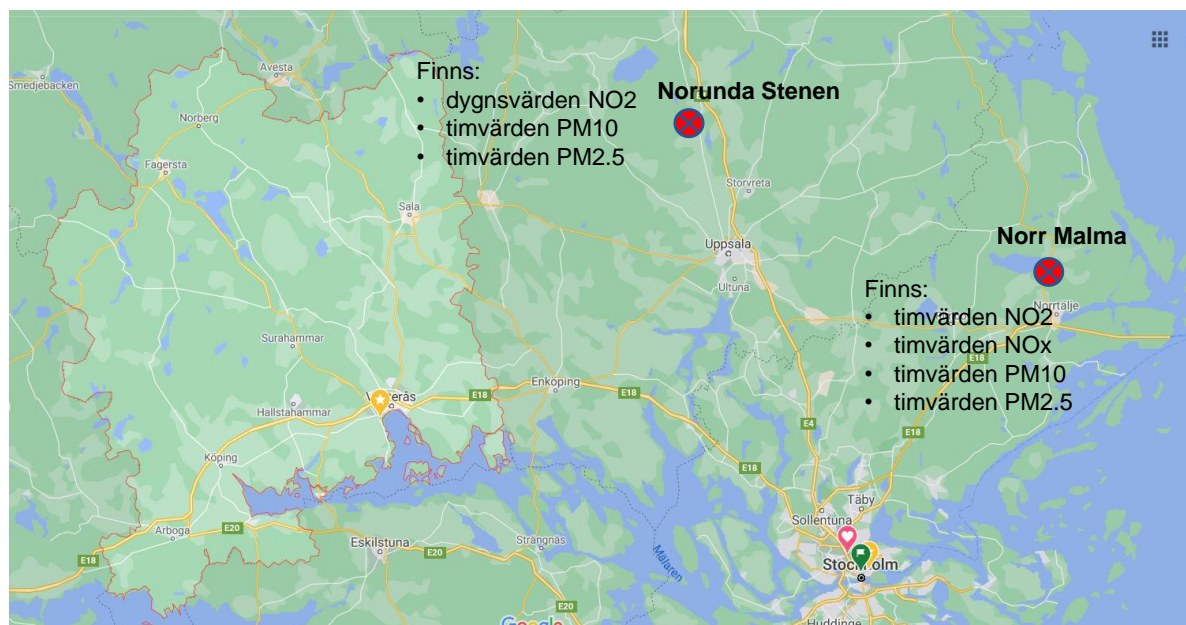 Finns:
• dygnsvärden NO2
• timvärden PM10
• timvärden PM2.5
Norunda Stenen
Norr Malma
Finns:
• timvärden NO2
• timvärden NOx
• timvärden PM10
• timvärden PM2.5
Smedjebacken
Avesta
Norberg
Fagersta
Sala
Storvreta
Uppsala
Ultuna
Norrtälje
E18
Surahammar
Enköping
E18
E18
Hallstahammar
E4
E18
Köping
E18
Täby
Sollentuna
Arboga
E20
E18
Eskilstuna
E20
Strängnäs
Mälaren
Stockholm
E20
Google
Huddinge